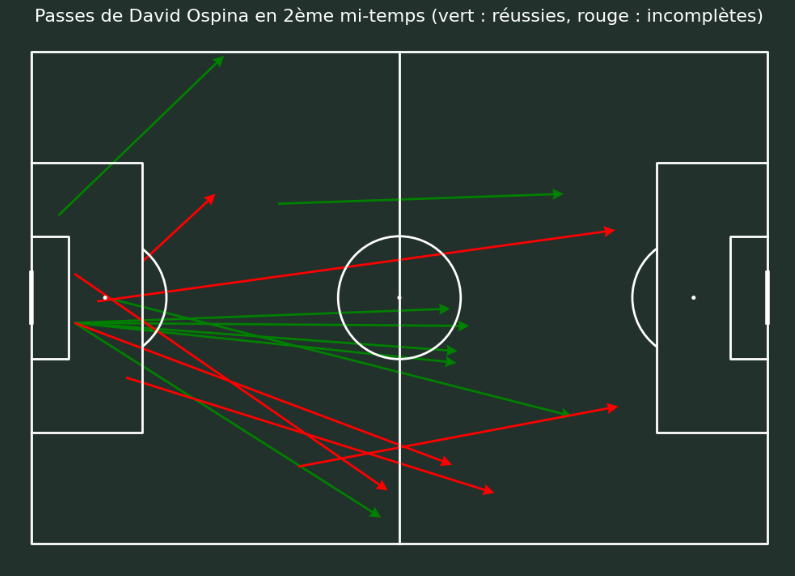 Passes de David Ospina en 2ème mi-temps (vert : réussies, rouge : incomplètes)